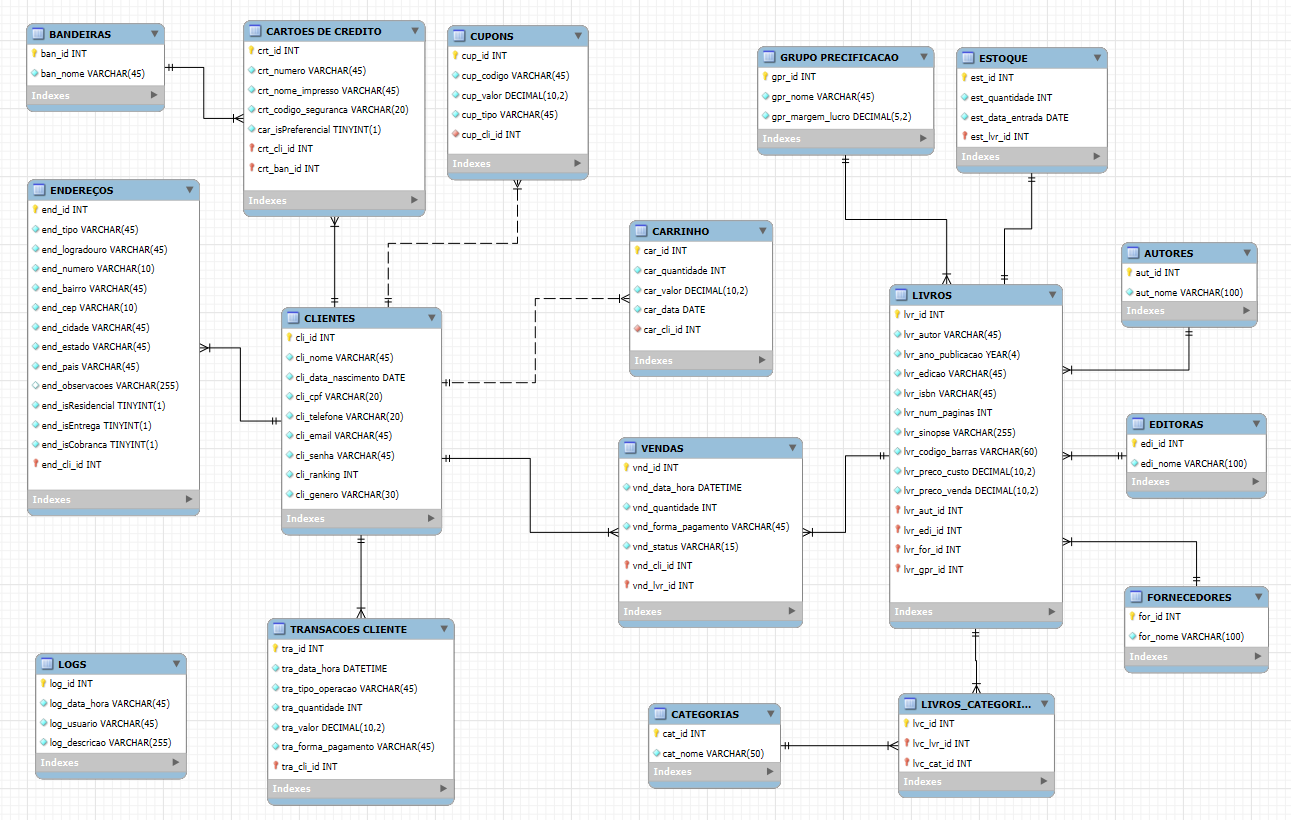 BANDEIRAS
ban_id INT
ban_nome VARCHAR(45)
Indexes
CARTOES DE CREDITO
crt_id INT
crt_numero VARCHAR(45)
crt_nome_impresso VARCHAR(45)
crt_codigo_seguranca VARCHAR(20)
car_isPreferencial TINYINT(1)
crt_cli_id INT
crt_ban_id INT
Indexes
CUPONS
cup_id INT
cup_codigo VARCHAR(45)
cup_valor DECIMAL(10,2)
cup_tipo VARCHAR(45)
cup_cli_id INT
Indexes
GRUPO PRECIFICACAO
gpr_id INT
gpr_nome VARCHAR(45)
gpr_margem_lucro DECIMAL(5,2)
Indexes
ESTOQUE
est_id INT
est_quantidade INT
est_data_entrada DATE
est_lvr_id INT
Indexes
ENDEREÇOS
end_id INT
end_tipo VARCHAR(45)
end_logradouro VARCHAR(45)
end_numero VARCHAR(10)
end_bairro VARCHAR(45)
end_cep VARCHAR(10)
end_cidade VARCHAR(45)
end_estado VARCHAR(45)
end_pais VARCHAR(45)
end_observacoes VARCHAR(255)
end_isResidencial TINYINT(1)
end_isEntrega TINYINT(1)
end_isCobranca TINYINT(1)
end_cli_id INT
Indexes
CLIENTES
cli_id INT
cli_nome VARCHAR(45)
cli_data_nascimento DATE
cli_cpf VARCHAR(20)
cli_telefone VARCHAR(20)
cli_email VARCHAR(45)
cli_senha VARCHAR(45)
cli_ranking INT
cli_genero VARCHAR(30)
Indexes
CARRINHO
car_id INT
car_quantidade INT
car_valor DECIMAL(10,2)
car_data DATE
car_cli_id INT
Indexes
LIVROS
lvr_id INT
lvr_autor VARCHAR(45)
lvr_ano_publicacao YEAR(4)
lvr_edicao VARCHAR(45)
lvr_isbn VARCHAR(45)
lvr_num_paginas INT
lvr_sinopse VARCHAR(255)
lvr_codigo_barras VARCHAR(60)
lvr_preco_custo DECIMAL(10,2)
lvr_preco_venda DECIMAL(10,2)
lvr_aut_id INT
lvr_edi_id INT
lvr_for_id INT
lvr_gpr_id INT
Indexes
AUTORES
aut_id INT
aut_nome VARCHAR(100)
Indexes
EDITORAS
edi_id INT
edi_nome VARCHAR(100)
Indexes
VENDAS
vnd_id INT
vnd_data_hora DATETIME
vnd_quantidade INT
vnd_forma_pagamento VARCHAR(45)
vnd_status VARCHAR(15)
vnd_cli_id INT
vnd_lvr_id INT
Indexes
FORNECEDORES
for_id INT
for_nome VARCHAR(100)
Indexes
TRANSACOES CLIENTE
tra_id INT
tra_data_hora DATETIME
tra_tipo_operacao VARCHAR(45)
tra_quantidade INT
tra_valor DECIMAL(10,2)
tra_forma_pagamento VARCHAR(45)
tra_cli_id INT
Indexes
LOGS
log_id INT
log_data_hora VARCHAR(45)
log_usuario VARCHAR(45)
log_descricao VARCHAR(255)
Indexes
CATEGORIAS
cat_id INT
cat_nome VARCHAR(50)
Indexes
LIVROS_CATEGORI...
lvc_id INT
lvc_lvr_id INT
lvc_cat_id INT
Indexes